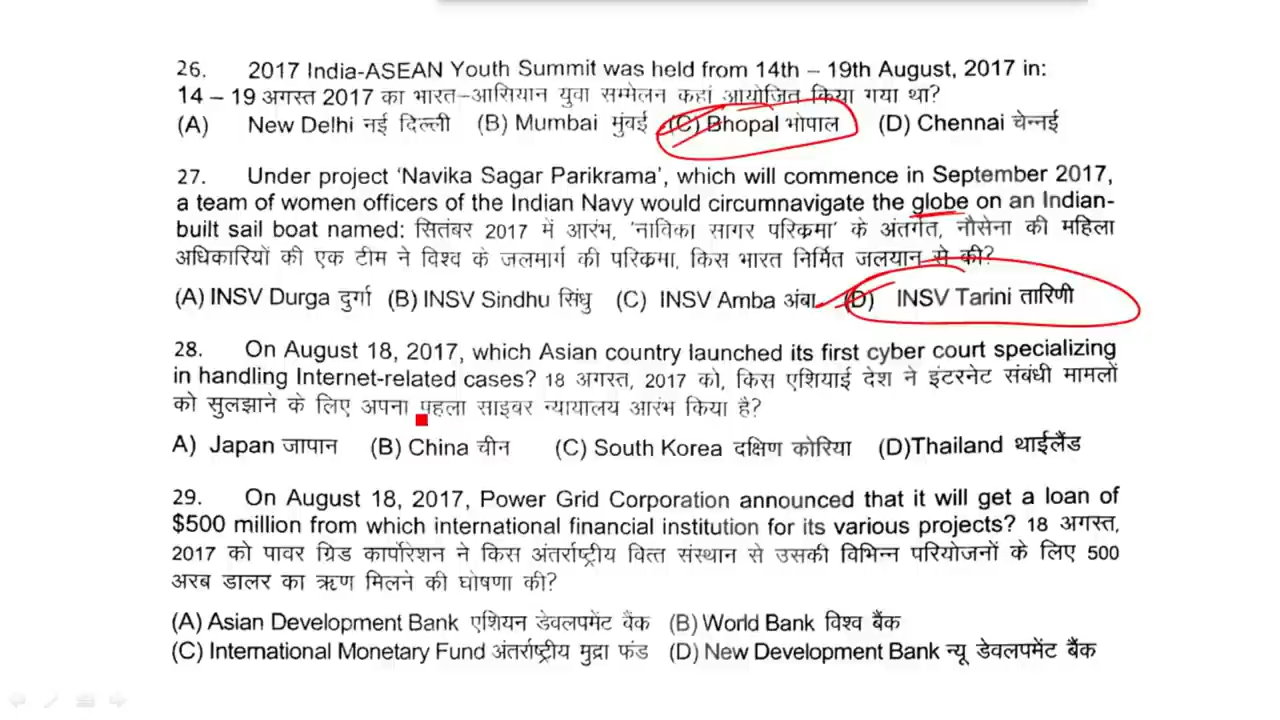 26. 2017 India-ASEAN Youth Summit was held from 14th – 19th August, 2017 in:
14 – 19 अगस्त 2017 का भारत–आसियान युवा सम्मेलन कहां आयोजित किया गया था?
(A) New Delhi नई दिल्ली (B) Mumbai मुंबई (C) Bhopal भोपाल (D) Chennai चेन्नई
27. Under project ‘Navika Sagar Parikrama’, which will commence in September 2017,
a team of women officers of the Indian Navy would circumnavigate the globe on an Indian-
built sail boat named: सितंबर 2017 में आरंभ, ‘नाविका सागर परिक्रमा’ के अंतर्गत, नौसेना की महिला
अधिकारियों की एक टीम ने विश्व के जलमार्ग की परिक्रमा, किस भारत निर्मित जलयान से की?
(A) INSV Durga दुर्गा (B) INSV Sindhu सिंधु (C) INSV Amba अंबा (D) INSV Tarini तारिणी
28. On August 18, 2017, which Asian country launched its first cyber court specializing
in handling Internet-related cases? 18 अगस्त, 2017 को, किस एशियाई देश ने इंटरनेट संबंधी मामलों
को सुलझाने के लिए अपना पहला साइबर न्यायालय आरंभ किया है?
A) Japan जापान (B) China चीन (C) South Korea दक्षिण कोरिया (D)Thailand थाईलैंड
29. On August 18, 2017, Power Grid Corporation announced that it will get a loan of
$500 million from which international financial institution for its various projects? 18 अगस्त,
2017 को पावर ग्रिड कार्पोरेशन ने किस अंतर्राष्ट्रीय वित्त संस्थान से उसकी विभिन्न परियोजनों के लिए 500
अरब डालर का ऋण मिलने की घोषणा की?
(A) Asian Development Bank एशियन डेवलपमेंट बैंक (B) World Bank विश्व बैंक
(C) International Monetary Fund अंतर्राष्ट्रीय मुद्रा फंड (D) New Development Bank न्यू डेवलपमेंट बैंक